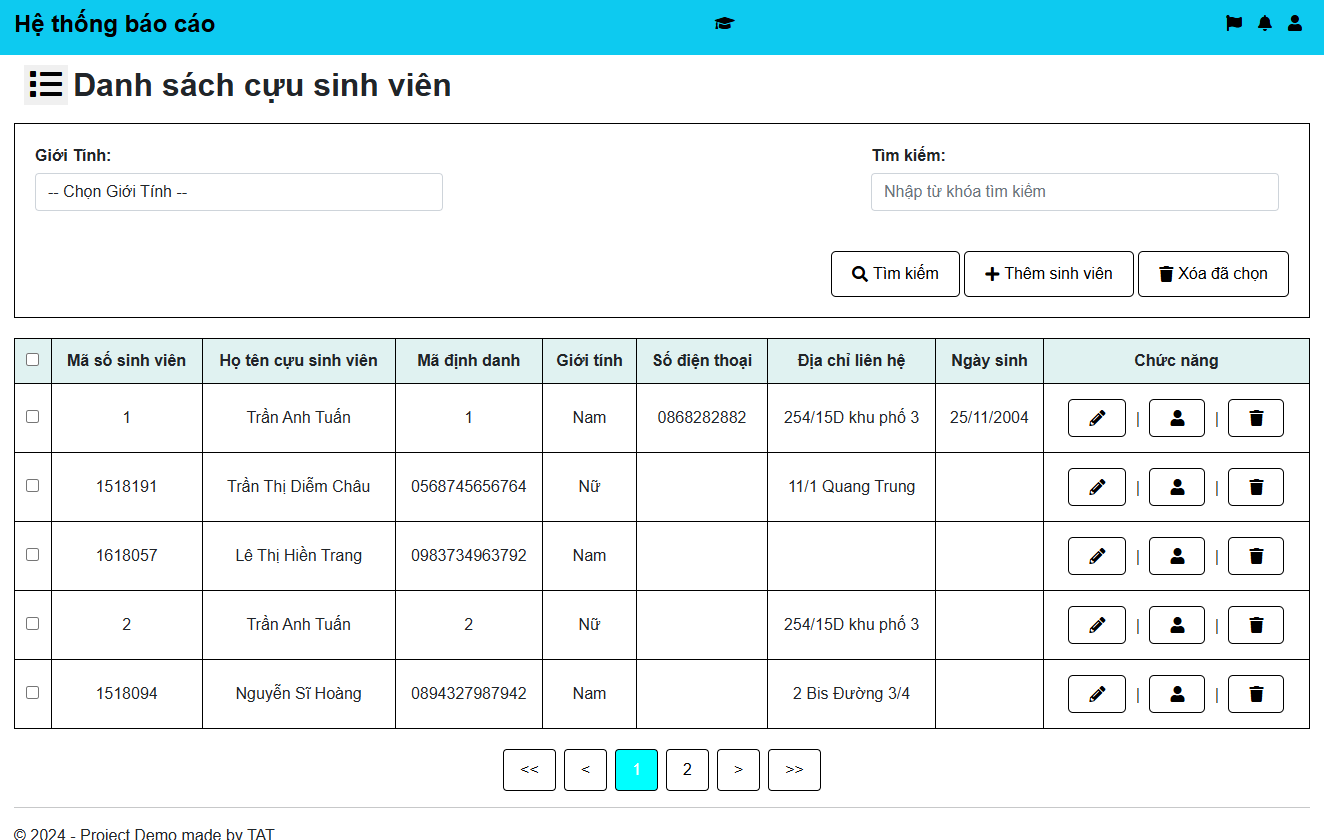 Hệ thống báo cáo
Danh sách cựu sinh viên
Giới Tính: Tìm kiếm:
-- Chọn Giới Tính -- Nhập từ khóa tìm kiếm
Tìm kiếm Thêm sinh viên Xóa đã chọn
Mã số sinh viên Họ tên cựu sinh viên Mã định danh Giới tính Số điện thoại Địa chỉ liên hệ Ngày sinh Chức năng
1 Trần Anh Tuấn 1 Nam 0868282882 254/15D khu phố 3 25/11/2004 | |
1518191 Trần Thị Diễm Châu 0568745656764 Nữ 11/1 Quang Trung | |
1618057 Lê Thị Hiền Trang 0983734963792 Nam | |
2 Trần Anh Tuấn 2 Nữ 254/15D khu phố 3 | |
1518094 Nguyễn Sĩ Hoàng 0894327987942 Nam 2 Bis Đường 3/4 | |
<< < 1 2 > >>
© 2024 - Project Demo made by TAT